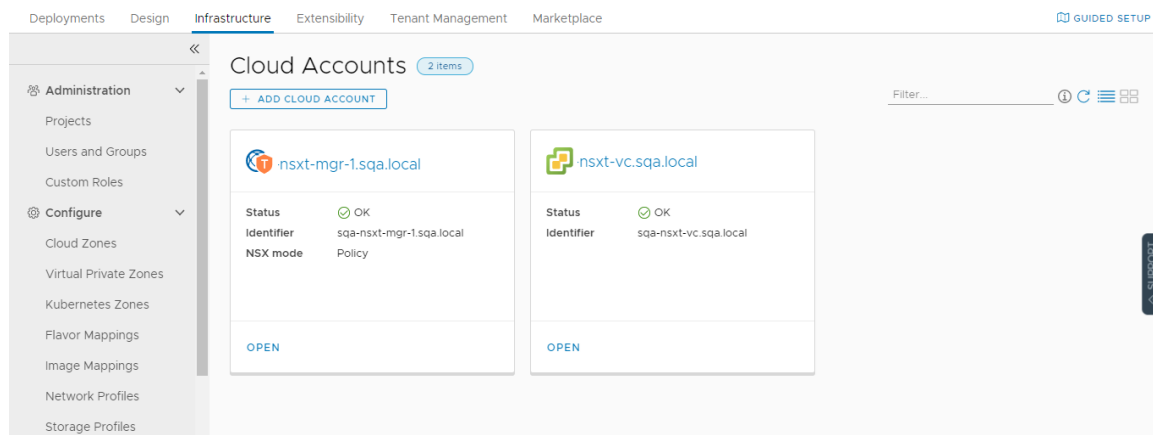 Deployments Design Infrastructure Extensibility Tenant Management Marketplace GUIDED SETUP
Cloud Accounts 2 items
+ ADD CLOUD ACCOUNT
Filter...
Administration
Projects
Users and Groups
Custom Roles
Configure
Cloud Zones
Virtual Private Zones
Kubernetes Zones
Flavor Mappings
Image Mappings
Network Profiles
Storage Profiles
T
nsxt-mgr-1.sqa.local
Status OK
Identifier sqa-nsxt-mgr-1.sqa.local
NSX mode Policy
OPEN
nsxt-vc.sqa.local
Status OK
Identifier sqa-nsxt-vc.sqa.local
OPEN
SUPPORT